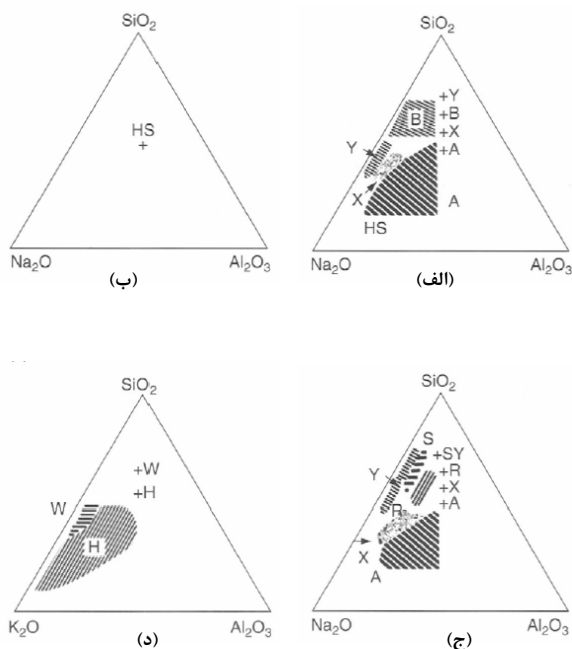 SiO2
HS
+
Na2O
Al2O3
(ب)
SiO2
+Y
B
+B
+X
Y
+A
X
A
HS
Na2O
Al2O3
(الف)
SiO2
+W
W
+H
H
K2O
Al2O3
(د)
SiO2
S
+SY
Y
+R
+X
R
+A
X
A
Na2O
Al2O3
(ج)